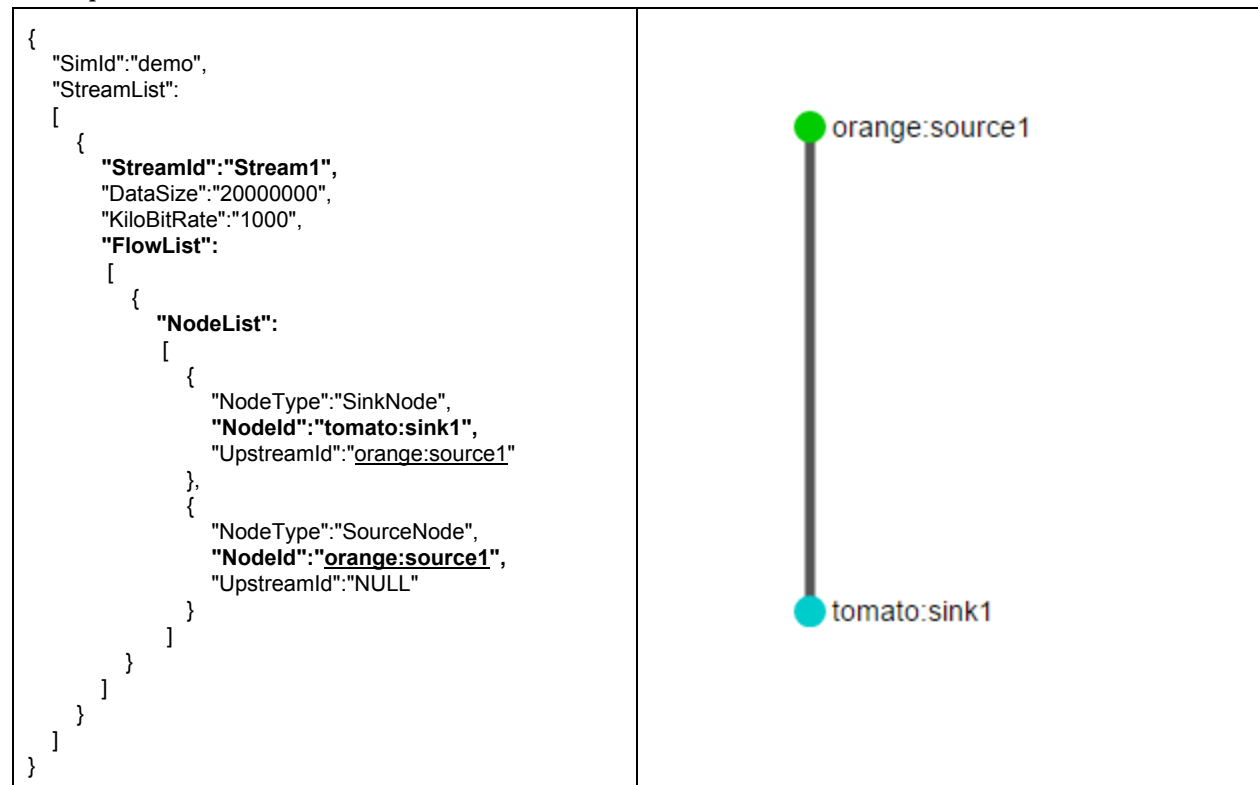 {
"SimId":"demo",
"StreamList":
[
{
"StreamId":"Stream1",
"DataSize":"20000000",
"KiloBitRate":"1000",
"FlowList":
[
{
"NodeList":
[
{
"NodeType":"SinkNode",
"NodeId":"tomato:sink1",
"UpstreamId":"orange:source1"
},
{
"NodeType":"SourceNode",
"NodeId":"orange:source1",
"UpstreamId":"NULL"
}
]
}
]
}
]
}
orange:source1
tomato:sink1